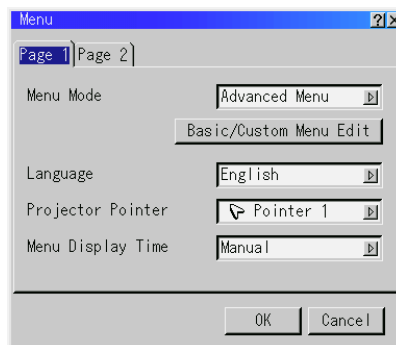 Menu ? ×
Page 1 Page 2
Menu Mode Advanced Menu
Basic/Custom Menu Edit
Language English
Projector Pointer Pointer 1
Menu Display Time Manual
OK Cancel